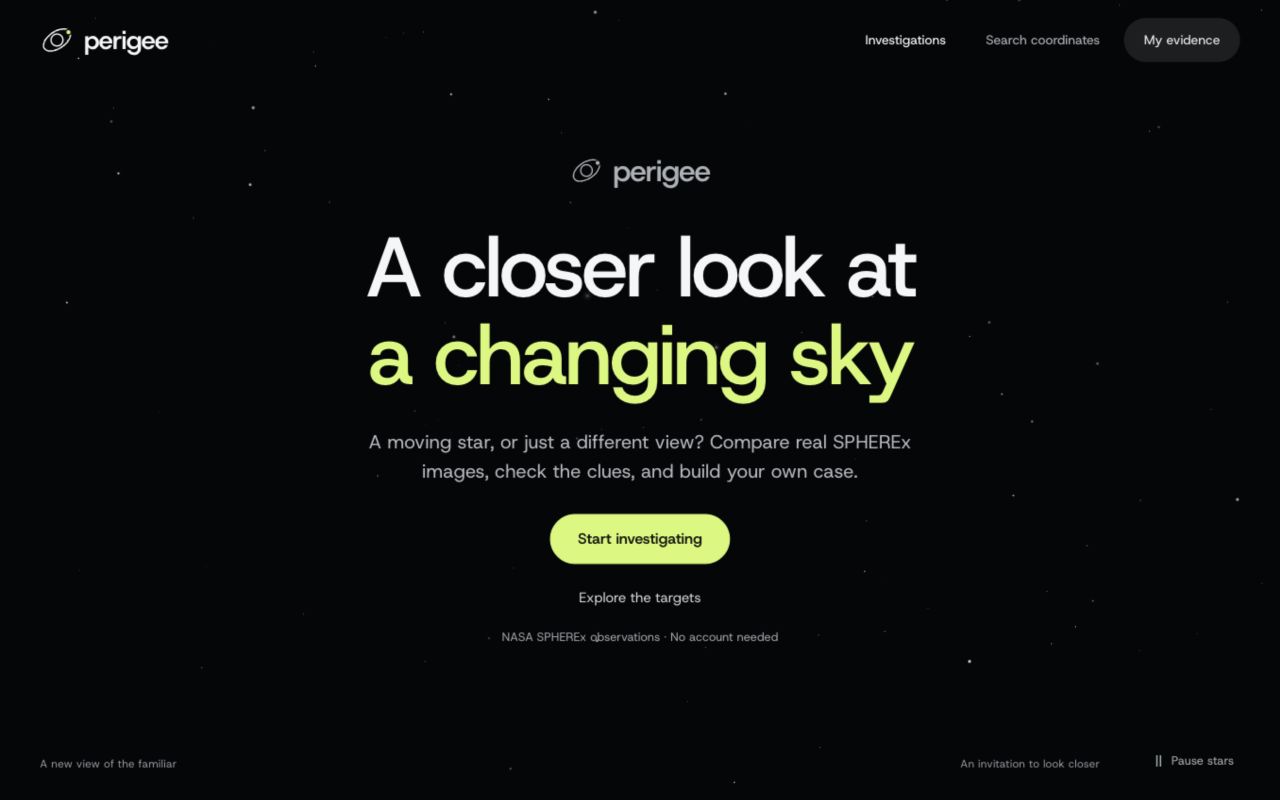 perigee
Investigations
Search coordinates
My evidence
perigee
A closer look at
a changing sky
A moving star, or just a different view? Compare real SPHEREx
images, check the clues, and build your own case.
Start investigating
Explore the targets
NASA SPHEREx observations · No account needed
A new view of the familiar
An invitation to look closer
Pause stars